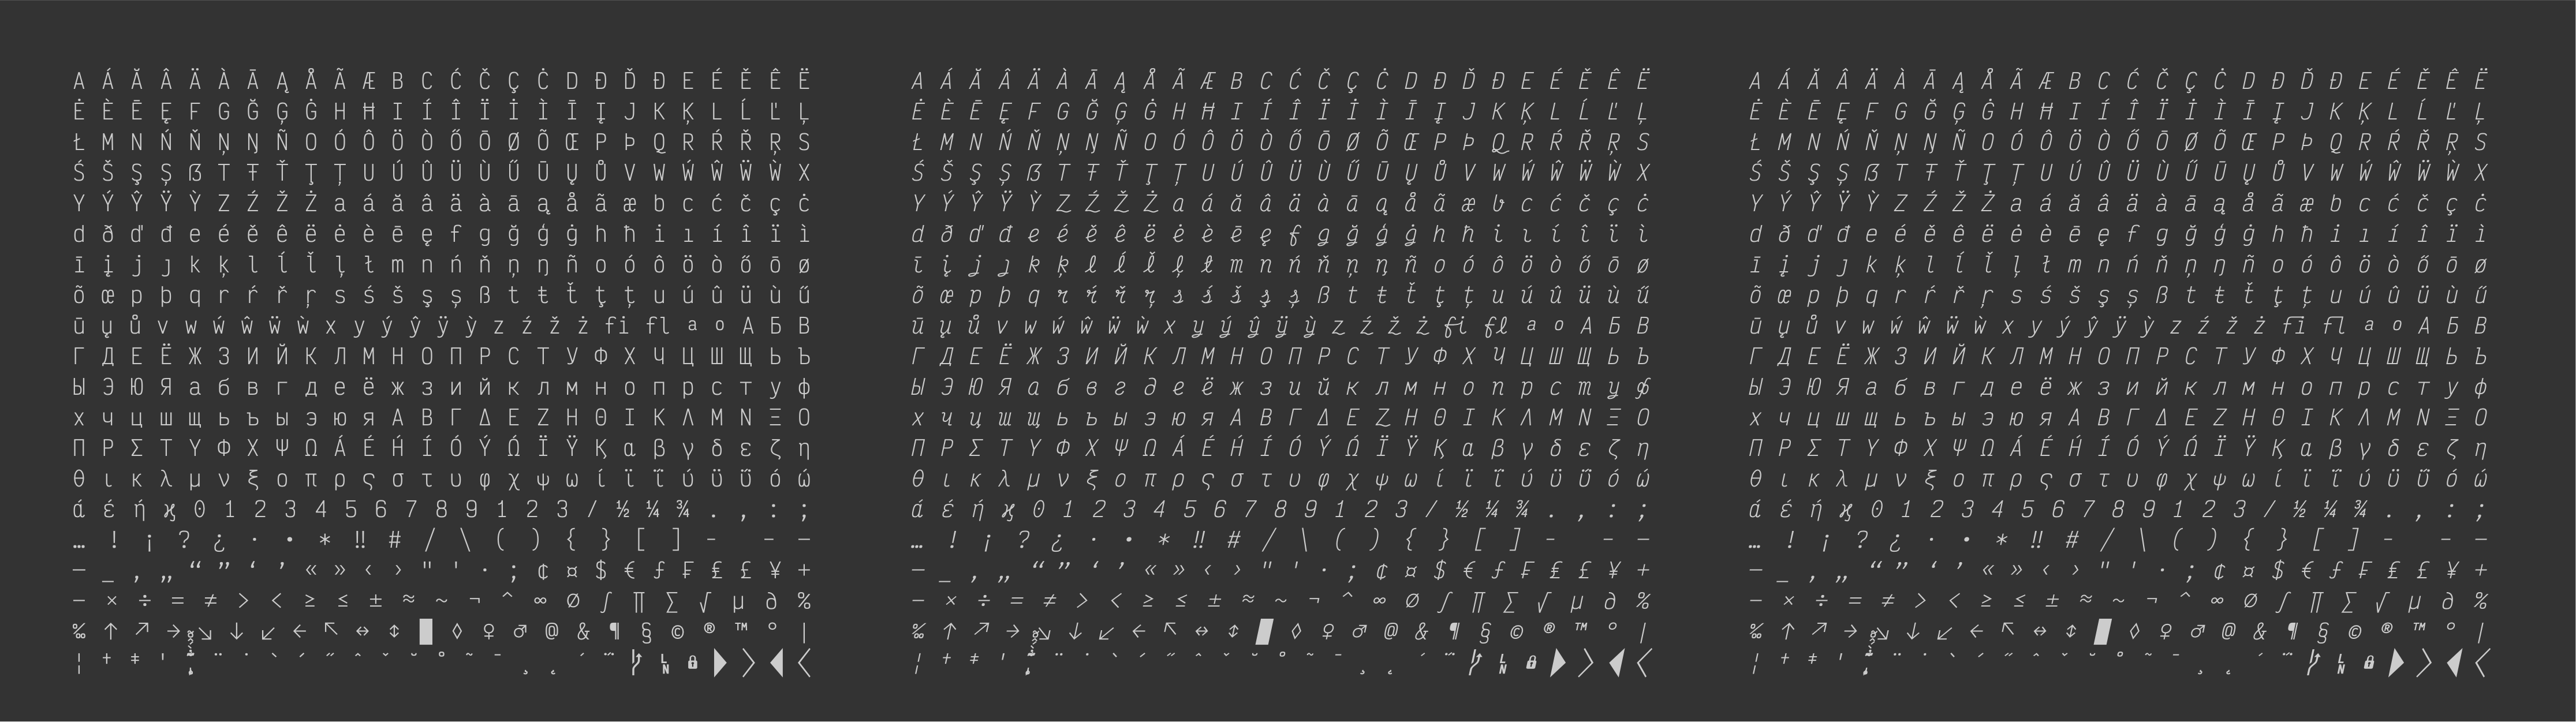 A Á Ă Â Ä À Ā Ą Å Ã Æ B C Ć Č Ç Ċ D Ð Ď Đ E É Ě Ê Ë
Ė È Ē Ę F G Ğ Ģ Ġ H Ħ I Í Î Ï İ Ì Ī Į J K Ķ L Ĺ Ľ Ļ
Ł M N Ń Ň Ņ Ŋ Ñ O Ó Ô Ö Ò Ő Ō Ø Õ Œ P Þ Q R Ŕ Ř Ŗ S
Ś Š Ş Ș ẞ T Ŧ Ť Ţ Ț U Ú Û Ü Ù Ű Ū Ų Ů V W Ẃ Ŵ Ẅ Ẁ X
Y Ý Ŷ Ÿ Ỳ Z Ź Ž Ż a á ă â ä à ā ą å ã æ b c ć č ç ċ
d ð ď đ e é ě ê ë ė è ē ę f g ğ ģ ġ h ħ i ı í î ï ì
ī į j ȷ k ķ l ĺ ľ ļ ł m n ń ň ņ ŋ ñ o ó ô ö ò ő ō ø
õ œ p þ q r ŕ ř ŗ s ś š ş ș ß t ŧ ť ţ ț u ú û ü ù ű
ū ų ů v w ẃ ŵ ẅ ẁ x y ý ŷ ÿ ỳ z ź ž ż fi fl ª º А Б В
Г Д Е Ё Ж З И Й К Л М Н О П Р С Т У Ф Х Ч Ц Ш Щ Ь Ъ
Ы Э Ю Я а б в г д е ё ж з и й к л м н о п р с т у ф
х ч ц ш щ ь ъ ы э ю я Α Β Γ Δ Ε Ζ Η Θ Ι Κ Λ Μ Ν Ξ Ο
Π Ρ Σ Τ Υ Φ Χ Ψ Ω Ά Έ Ή Ί Ό Ύ Ώ Ϊ Ϋ Ϗ α β γ δ ε ζ η
θ ι κ λ μ ν ξ ο π ρ ς σ τ υ φ χ ψ ω ί ϊ ΐ ύ ϋ ΰ ό ώ
ά έ ή ϗ 0 1 2 3 4 5 6 7 8 9 1 2 3 / ½ ¼ ¾ . , : ;
… ! ¡ ? ¿ · • * ‼ # / \ ( ) { } [ ] - - –
— _ ‚ „ “ ” ‘ ’ « » ‹ › " ' · ; ¢ ¤ $ € ƒ ₣ ₤ £ ¥ +
− × ÷ = ≠ > < ≥ ≤ ± ≈ ~ ¬ ^ ∞ Ø ∫ ∏ ∑ √ µ ∂ %
‰ ↑ ↗ → ↘ ↓ ↙ ← ↖ ↔ ↕ █ ◊ ♀ ♂ @ & ¶ § © ® ™ ° |
¦ † ‡ ' L N
A Á Ă Â Ä À Ā Ą Å Ã Æ B C Ć Č Ç Ċ D Ð Ď Đ E É Ě Ê Ë
Ė È Ē Ę F G Ğ Ģ Ġ H Ħ I Í Î Ï İ Ì Ī Į J K Ķ L Ĺ Ľ Ļ
Ł M N Ń Ň Ņ Ŋ Ñ O Ó Ô Ö Ò Ő Ō Ø Õ Œ P Þ Q R Ŕ Ř Ŗ S
Ś Š Ş Ș ẞ T Ŧ Ť Ţ Ț U Ú Û Ü Ù Ű Ū Ų Ů V W Ẃ Ŵ Ẅ Ẁ X
Y Ý Ŷ Ÿ Ỳ Z Ź Ž Ż a á ă â ä à ā ą å ã æ b c ć č ç ċ
d ð ď đ e é ě ê ë ė è ē ę f g ğ ģ ġ h ħ i ı í î ï ì
ī į j ȷ k ķ l ĺ ľ ļ ł m n ń ň ņ ŋ ñ o ó ô ö ò ő ō ø
õ œ p þ q r ŕ ř ŗ s ś š ş ș ß t ŧ ť ţ ț u ú û ü ù ű
ū ų ů v w ẃ ŵ ẅ ẁ x y ý ŷ ÿ ỳ z ź ž ż fi fl ª º А Б В
Г Д Е Ё Ж З И Й К Л М Н О П Р С Т У Ф Х Ч Ц Ш Щ Ь Ъ
Ы Э Ю Я а б в г д е ё ж з и й к л м н о п р с т у ф
х ч ц ш щ ь ъ ы э ю я Α Β Γ Δ Ε Ζ Η Θ Ι Κ Λ Μ Ν Ξ Ο
Π Ρ Σ Τ Υ Φ Χ Ψ Ω Ά Έ Ή Ί Ό Ύ Ώ Ϊ Ϋ Ϗ α β γ δ ε ζ η
θ ι κ λ μ ν ξ ο π ρ ς σ τ υ φ χ ψ ω ί ϊ ΐ ύ ϋ ΰ ό ώ
ά έ ή ϗ 0 1 2 3 4 5 6 7 8 9 1 2 3 / ½ ¼ ¾ . , : ;
… ! ¡ ? ¿ · • * ‼ # / \ ( ) { } [ ] - - –
— _ ‚ „ “ ” ‘ ’ « » ‹ › " ' · ; ¢ ¤ $ € ƒ ₣ ₤ £ ¥ +
− × ÷ = ≠ > < ≥ ≤ ± ≈ ~ ¬ ^ ∞ Ø ∫ ∏ ∑ √ µ ∂ %
‰ ↑ ↗ → ↘ ↓ ↙ ← ↖ ↔ ↕ █ ◊ ♀ ♂ @ & ¶ § © ® ™ ° |
¦ † ‡ ' L N
A Á Ă Â Ä À Ā Ą Å Ã Æ B C Ć Č Ç Ċ D Ð Ď Đ E É Ě Ê Ë
Ė È Ē Ę F G Ğ Ģ Ġ H Ħ I Í Î Ï İ Ì Ī Į J K Ķ L Ĺ Ľ Ļ
Ł M N Ń Ň Ņ Ŋ Ñ O Ó Ô Ö Ò Ő Ō Ø Õ Œ P Þ Q R Ŕ Ř Ŗ S
Ś Š Ş Ș ẞ T Ŧ Ť Ţ Ț U Ú Û Ü Ù Ű Ū Ų Ů V W Ẃ Ŵ Ẅ Ẁ X
Y Ý Ŷ Ÿ Ỳ Z Ź Ž Ż a á ă â ä à ā ą å ã æ b c ć č ç ċ
d ð ď đ e é ě ê ë ė è ē ę f g ğ ģ ġ h ħ i ı í î ï ì
ī į j ȷ k ķ l ĺ ľ ļ ł m n ń ň ņ ŋ ñ o ó ô ö ò ő ō ø
õ œ p þ q r ŕ ř ŗ s ś š ş ș ß t ŧ ť ţ ț u ú û ü ù ű
ū ų ů v w ẃ ŵ ẅ ẁ x y ý ŷ ÿ ỳ z ź ž ż fi fl ª º А Б В
Г Д Е Ё Ж З И Й К Л М Н О П Р С Т У Ф Х Ч Ц Ш Щ Ь Ъ
Ы Э Ю Я а б в г д е ё ж з и й к л м н о п р с т у ф
х ч ц ш щ ь ъ ы э ю я Α Β Γ Δ Ε Ζ Η Θ Ι Κ Λ Μ Ν Ξ Ο
Π Ρ Σ Τ Υ Φ Χ Ψ Ω Ά Έ Ή Ί Ό Ύ Ώ Ϊ Ϋ Ϗ α β γ δ ε ζ η
θ ι κ λ μ ν ξ ο π ρ ς σ τ υ φ χ ψ ω ί ϊ ΐ ύ ϋ ΰ ό ώ
ά έ ή ϗ 0 1 2 3 4 5 6 7 8 9 1 2 3 / ½ ¼ ¾ . , : ;
… ! ¡ ? ¿ · • * ‼ # / \ ( ) { } [ ] - - –
— _ ‚ „ “ ” ‘ ’ « » ‹ › " ' · ; ¢ ¤ $ € ƒ ₣ ₤ £ ¥ +
− × ÷ = ≠ > < ≥ ≤ ± ≈ ~ ¬ ^ ∞ Ø ∫ ∏ ∑ √ µ ∂ %
‰ ↑ ↗ → ↘ ↓ ↙ ← ↖ ↔ ↕ █ ◊ ♀ ♂ @ & ¶ § © ® ™ ° |
¦ † ‡ ' L N